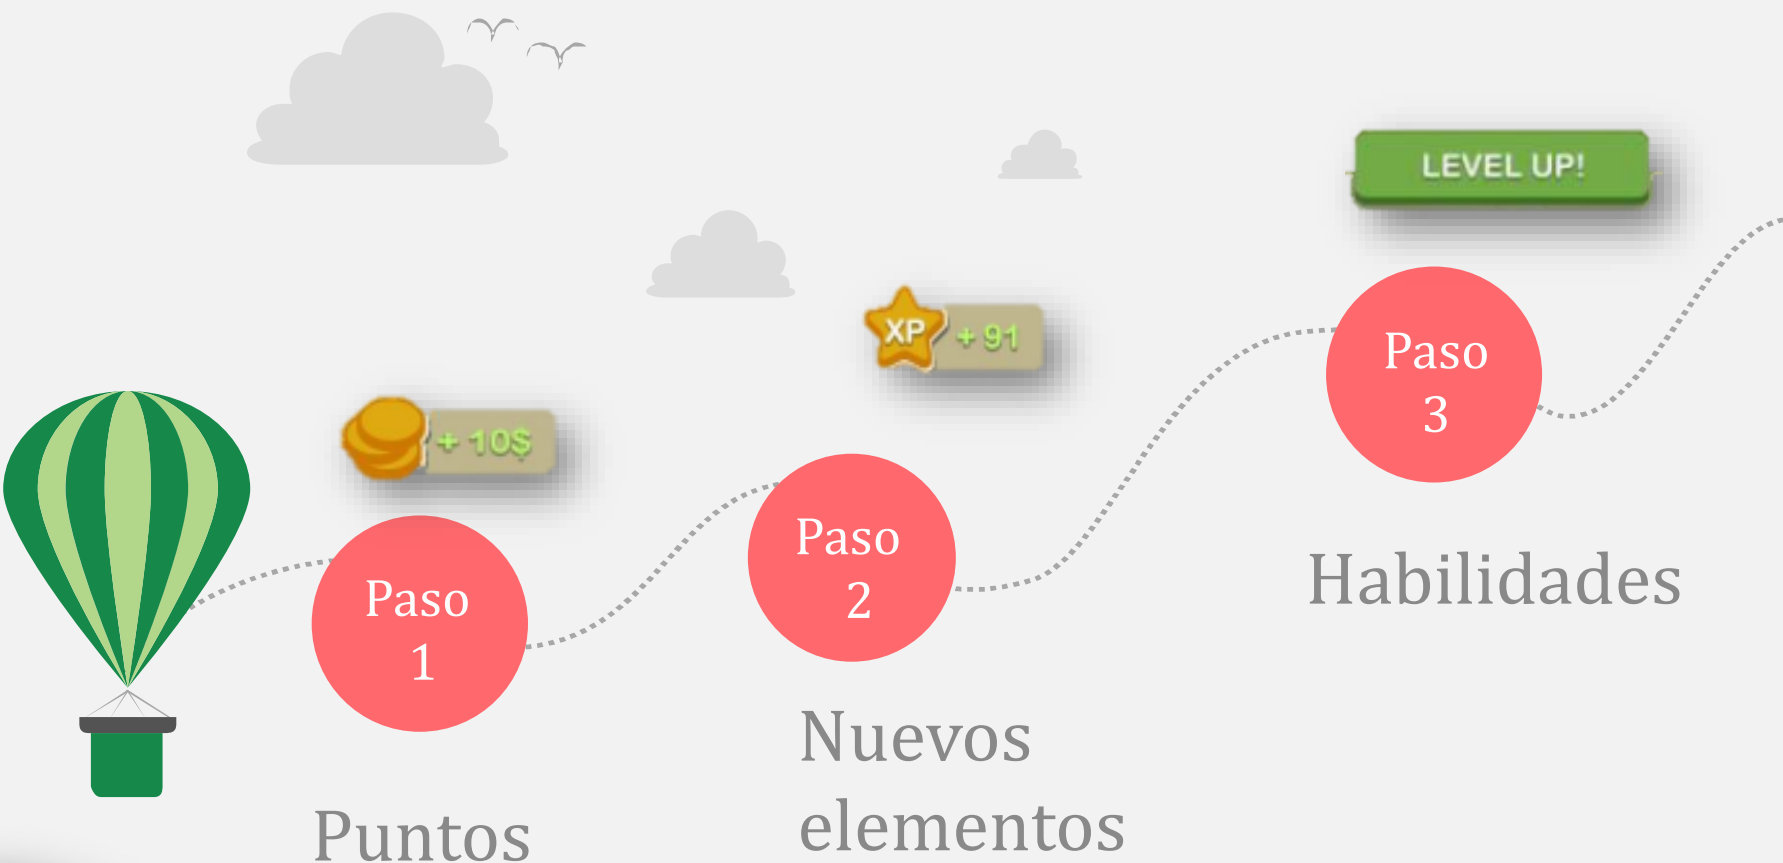 + 10$
Paso
1
Puntos
XP + 91
Paso
2
Nuevos
elementos
LEVEL UP!
Paso
3
Habilidades